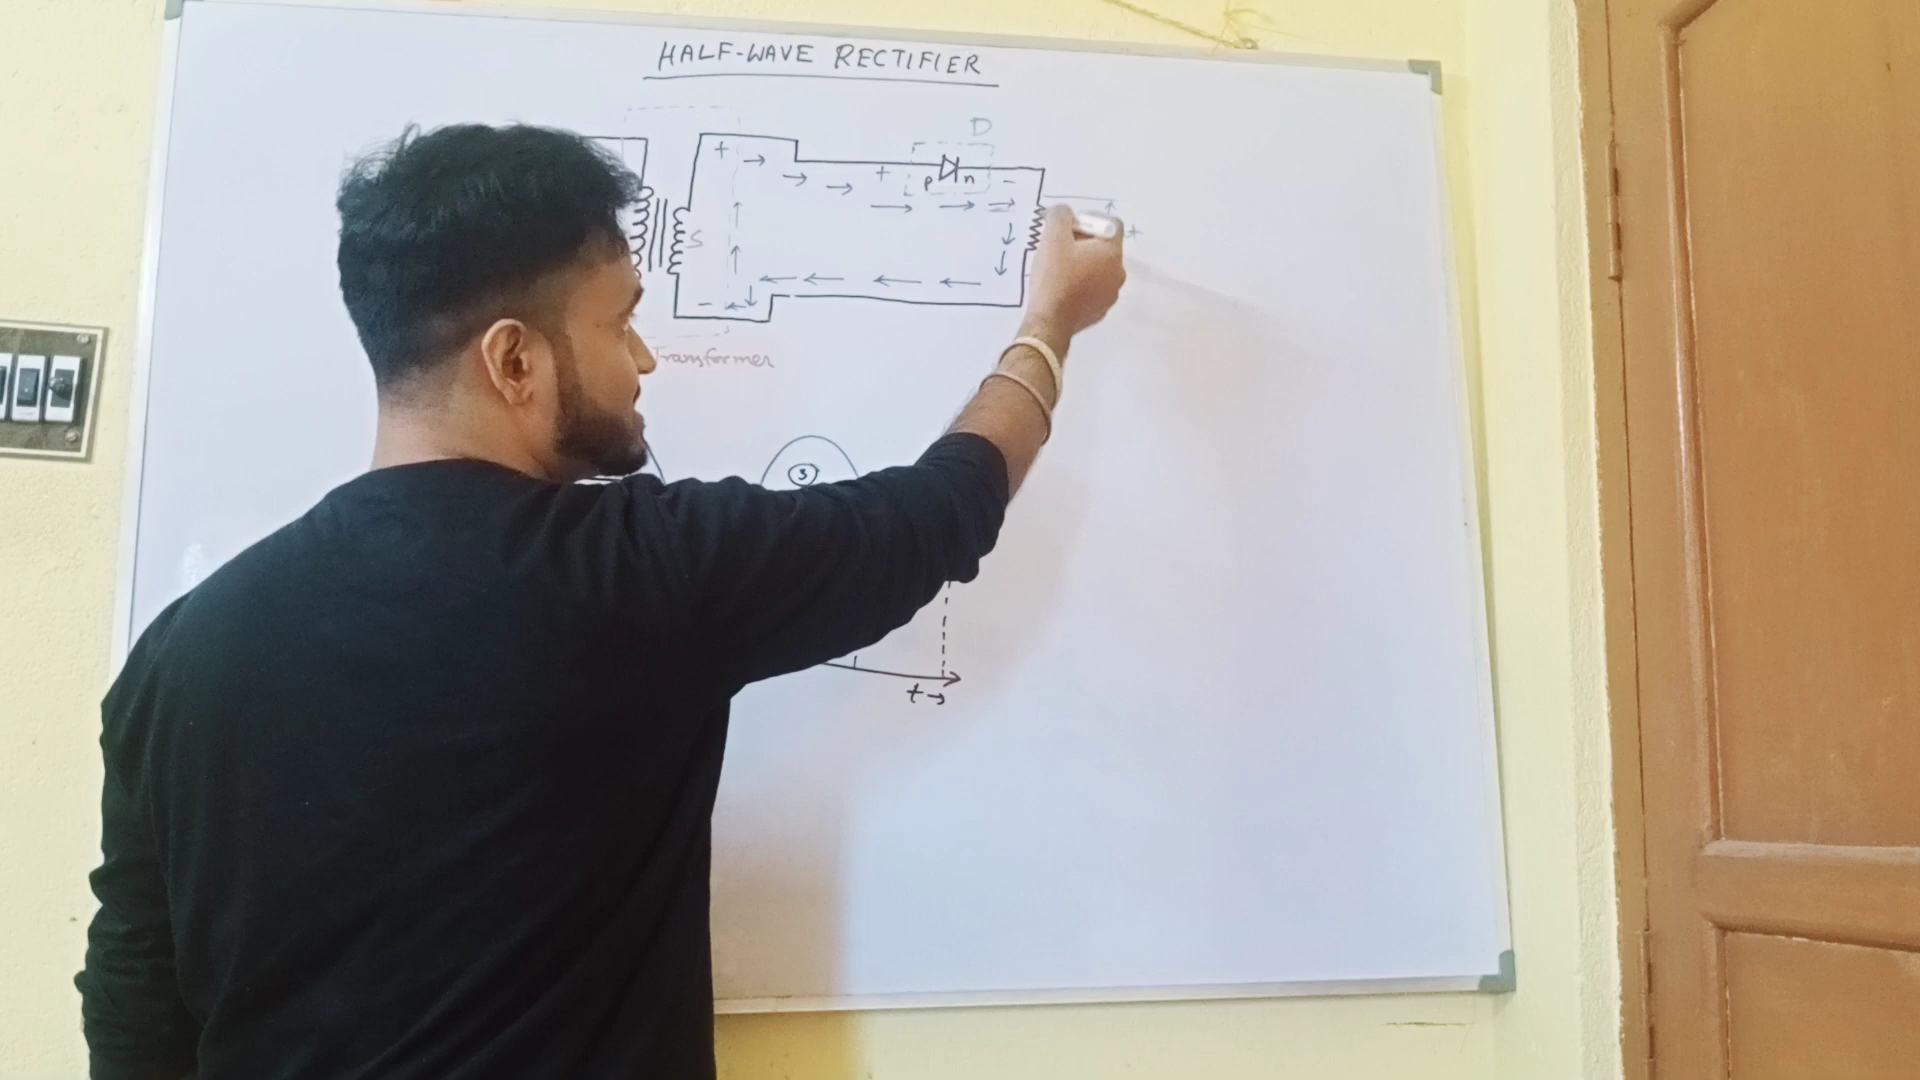 HALF-WAVE RECTIFIER
D
+ + -
p n
S
+
-
Transformer
3
t→